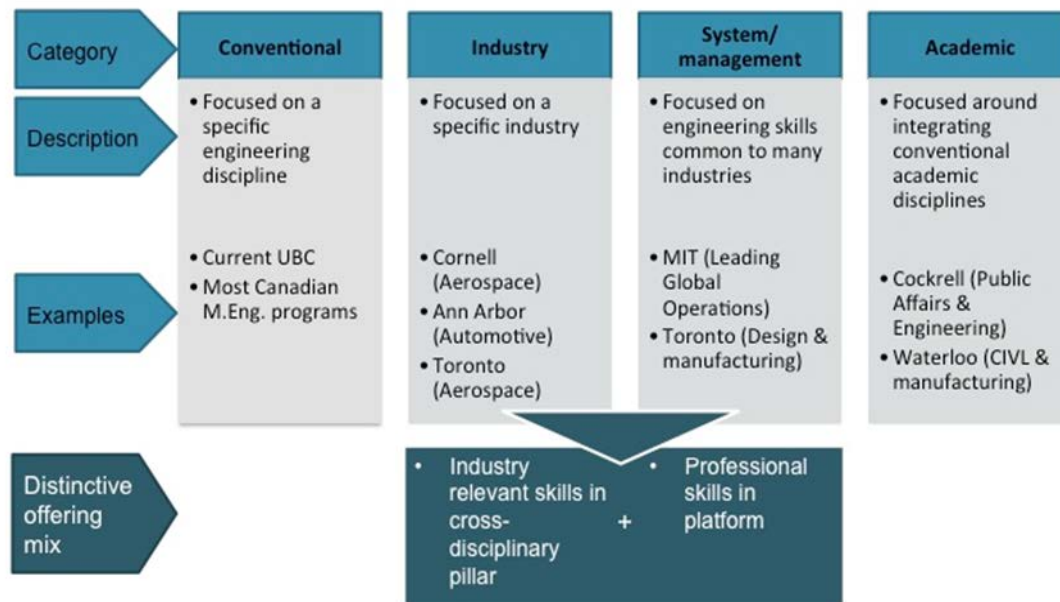 Category
Conventional
Industry
System/
management
Academic
Description
• Focused on a
specific
engineering
discipline
• Focused on a
specific industry
• Focused on
engineering skills
common to many
industries
• Focused around
integrating
conventional
academic
disciplines
Examples
• Current UBC
• Most Canadian
M.Eng. programs
• Cornell
(Aerospace)
• Ann Arbor
(Automotive)
• Toronto
(Aerospace)
• MIT (Leading
Global
Operations)
• Toronto (Design &
manufacturing)
• Cockrell (Public
Affairs &
Engineering)
• Waterloo (CIVL &
manufacturing)
Distinctive
offering
mix
• Industry
relevant skills in
cross-
disciplinary
pillar
+
• Professional
skills in
platform